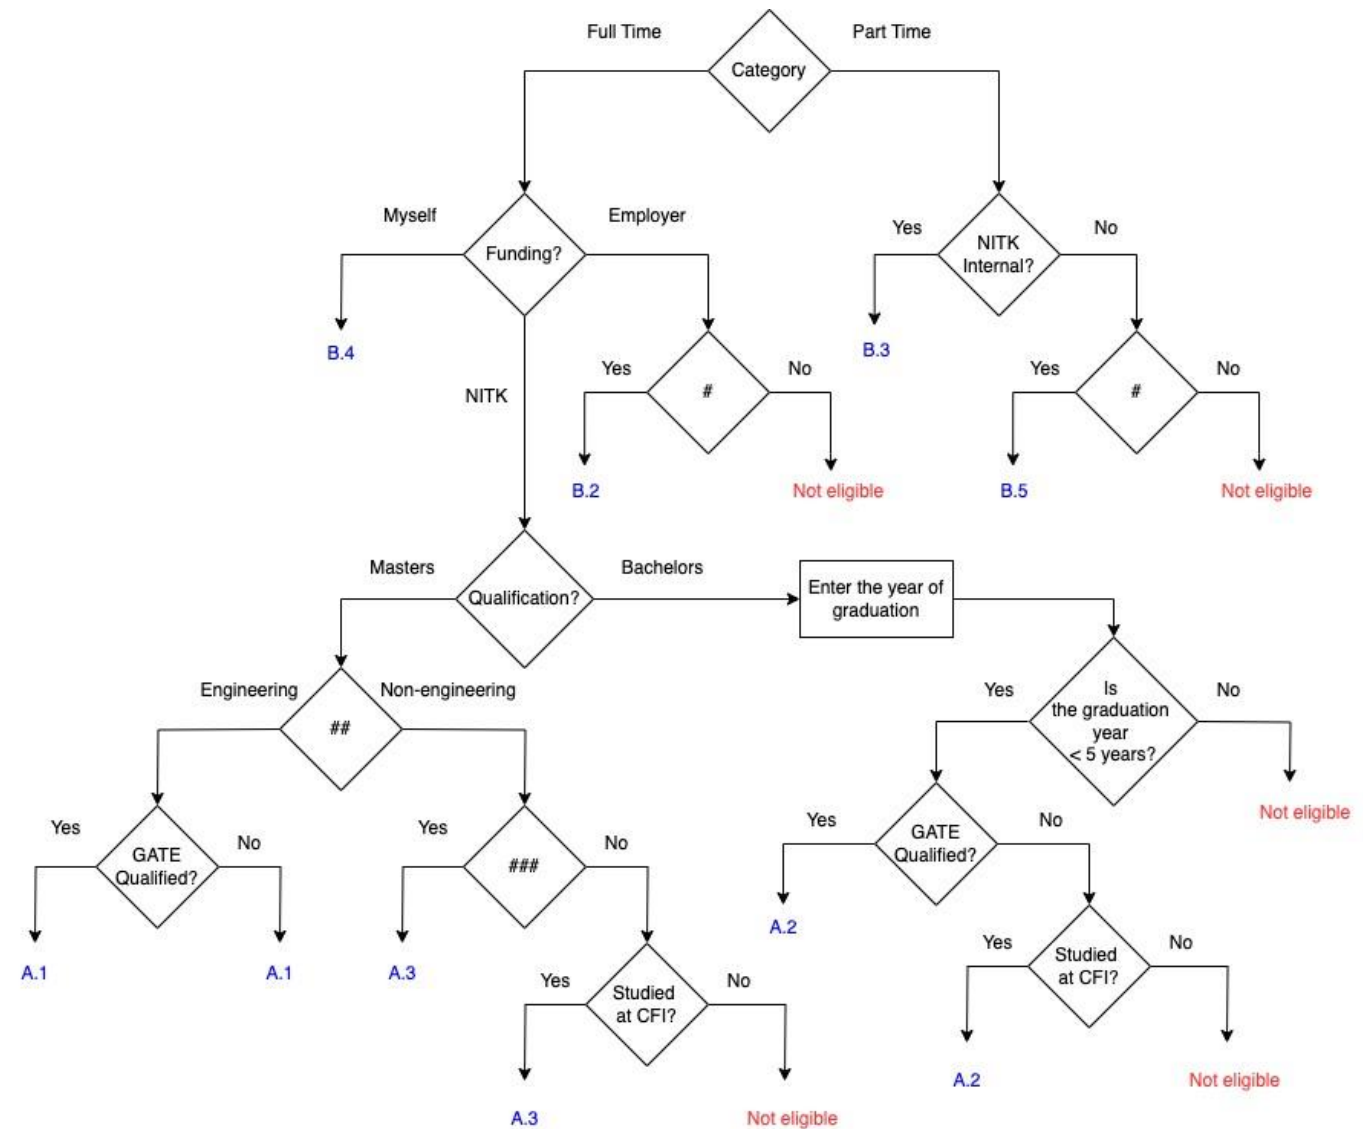 Full Time
Part Time
Category
Myself
Employer
Yes
No
Funding?
NITK
Internal?
B.4
B.3
NITK
Yes
#
No
Yes
#
No
B.2
Not eligible
B.5
Not eligible
Masters
Bachelors
Qualification?
Enter the year of
graduation
Engineering
Non-engineering
##
Yes
Is
the graduation
year
< 5 years?
No
Not eligible
Yes
No
GATE
Qualified?
Yes
No
###
Yes
No
GATE
Qualified?
A.1
A.1
A.3
A.2
Yes
No
Studied
at CFI?
Yes
No
Studied
at CFI?
A.3
Not eligible
A.2
Not eligible